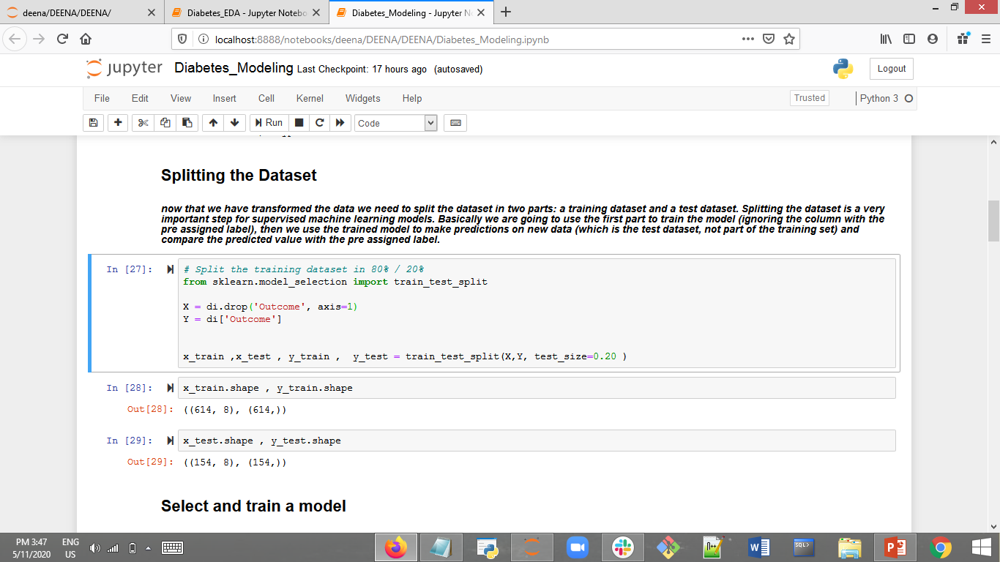 deena/DEENA/DEENA/
Diabetes_EDA - Jupyter Notebo
Diabetes_Modeling - Jupyter N
localhost:8888/notebooks/deena/DEENA/DEENA/Diabetes_Modeling.ipynb
jupyter Diabetes_Modeling Last Checkpoint: 17 hours ago (autosaved)
Logout
File Edit View Insert Cell Kernel Widgets Help
Trusted
Python 3
Run
Code
Splitting the Dataset
now that we have transformed the data we need to split the dataset in two parts: a training dataset and a test dataset. Splitting the dataset is a very
important step for supervised machine learning models. Basically we are going to use the first part to train the model (ignoring the column with the
pre assigned label), then we use the trained model to make predictions on new data (which is the test dataset, not part of the training set) and
compare the predicted value with the pre assigned label.
In [27]:
# Split the training dataset in 80% / 20%
from sklearn.model_selection import train_test_split
X = di.drop('Outcome', axis=1)
Y = di['Outcome']
x_train ,x_test , y_train ,  y_test = train_test_split(X,Y, test_size=0.20 )
In [28]:
x_train.shape , y_train.shape
Out[28]: ((614, 8), (614,))
In [29]:
x_test.shape , y_test.shape
Out[29]: ((154, 8), (154,))
Select and train a model
PM 3:47
5/11/2020
ENG
US
SQL>